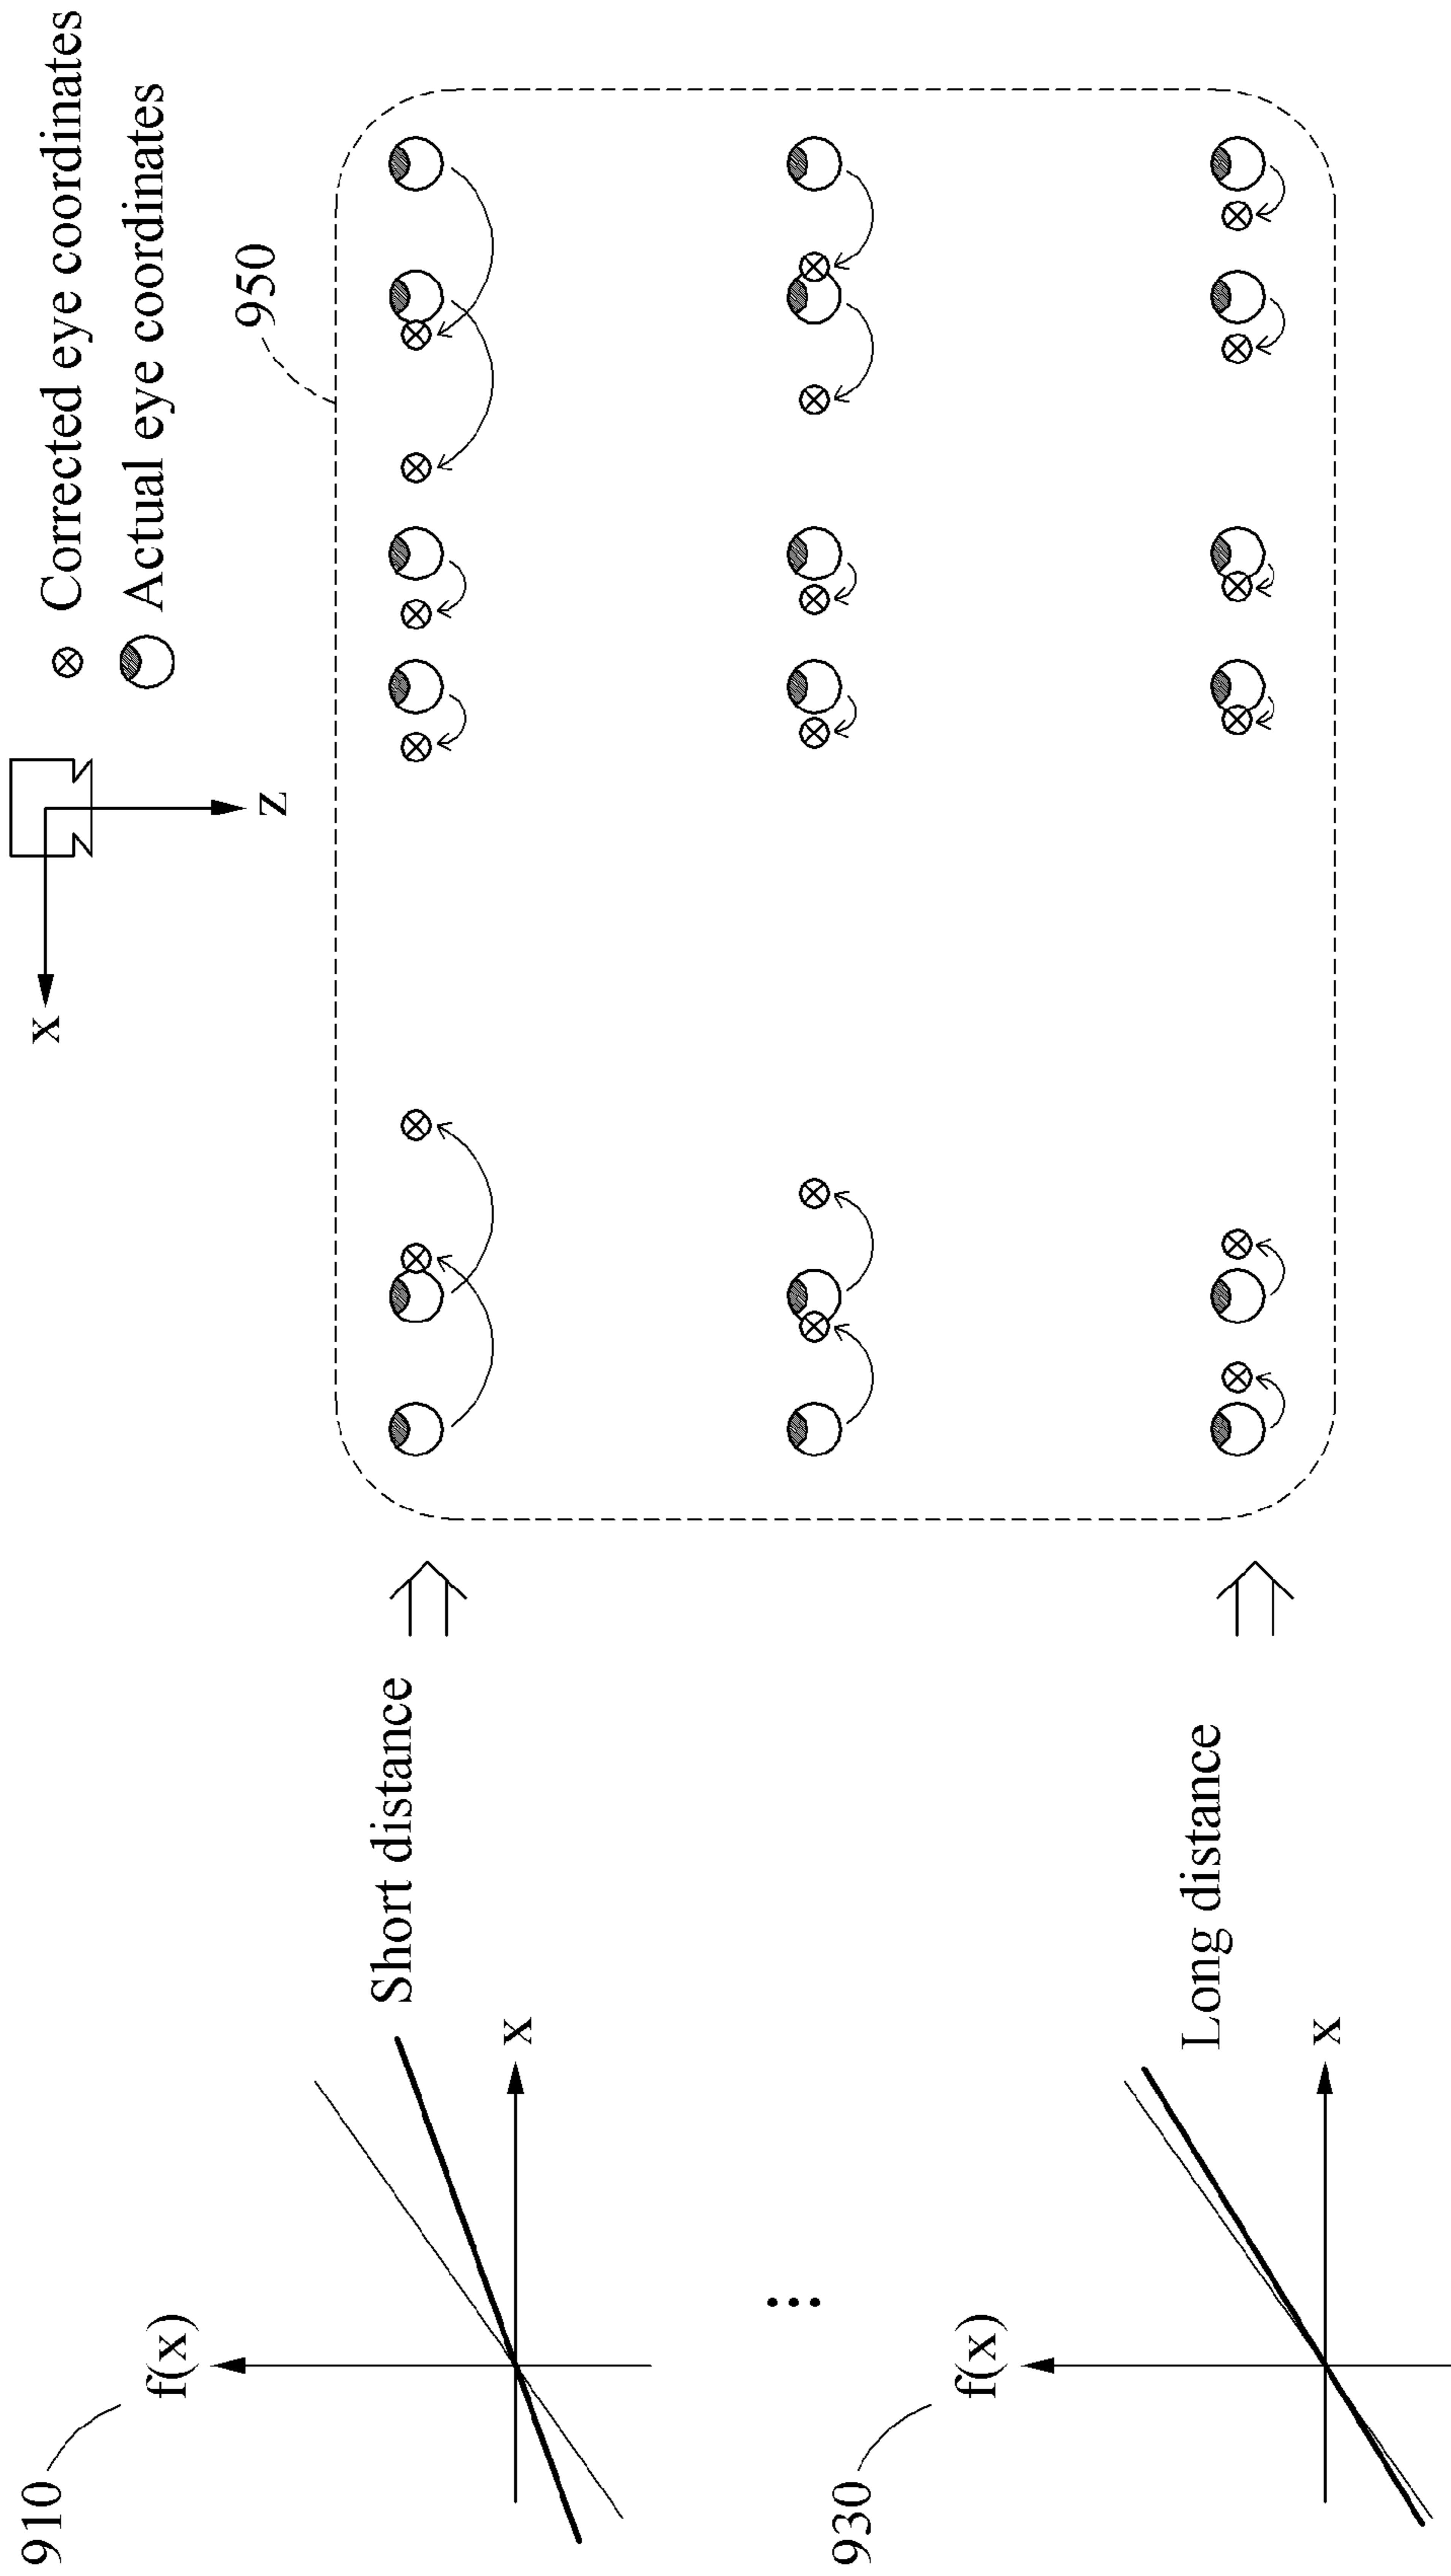 ⊗ Corrected eye coordinates
Actual eye coordinates
x
z
950
910
f(x)
x
Short distance
930
f(x)
x
Long distance